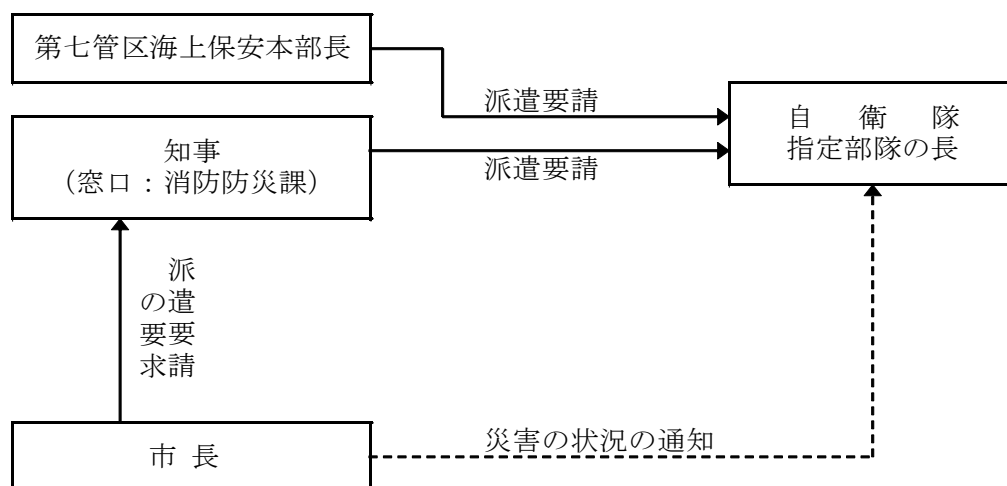 第七管区海上保安本部長
派遣要請
自衛隊
指定部隊の長
知事
(窓口:消防防災課)
派遣要請
派遣要請
の要求
市長
災害の状況の通知